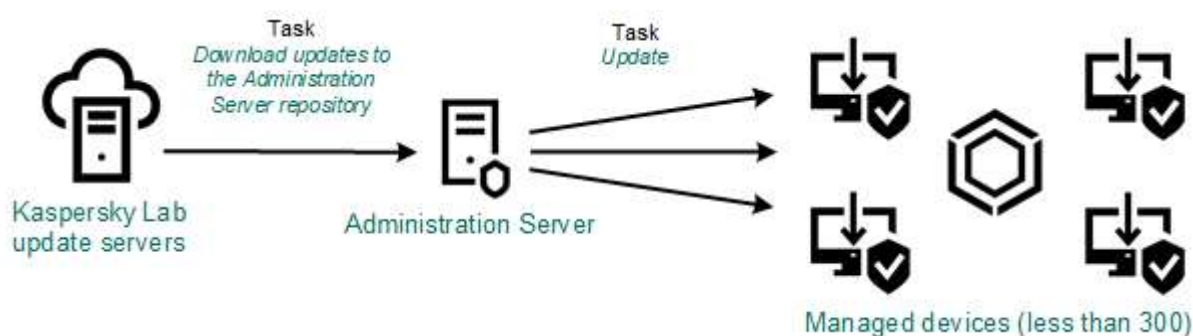 Task
Download updates to
the Administration
Server repository
Task
Update
Kaspersky Lab
update servers
Administration Server
Managed devices (less than 300)